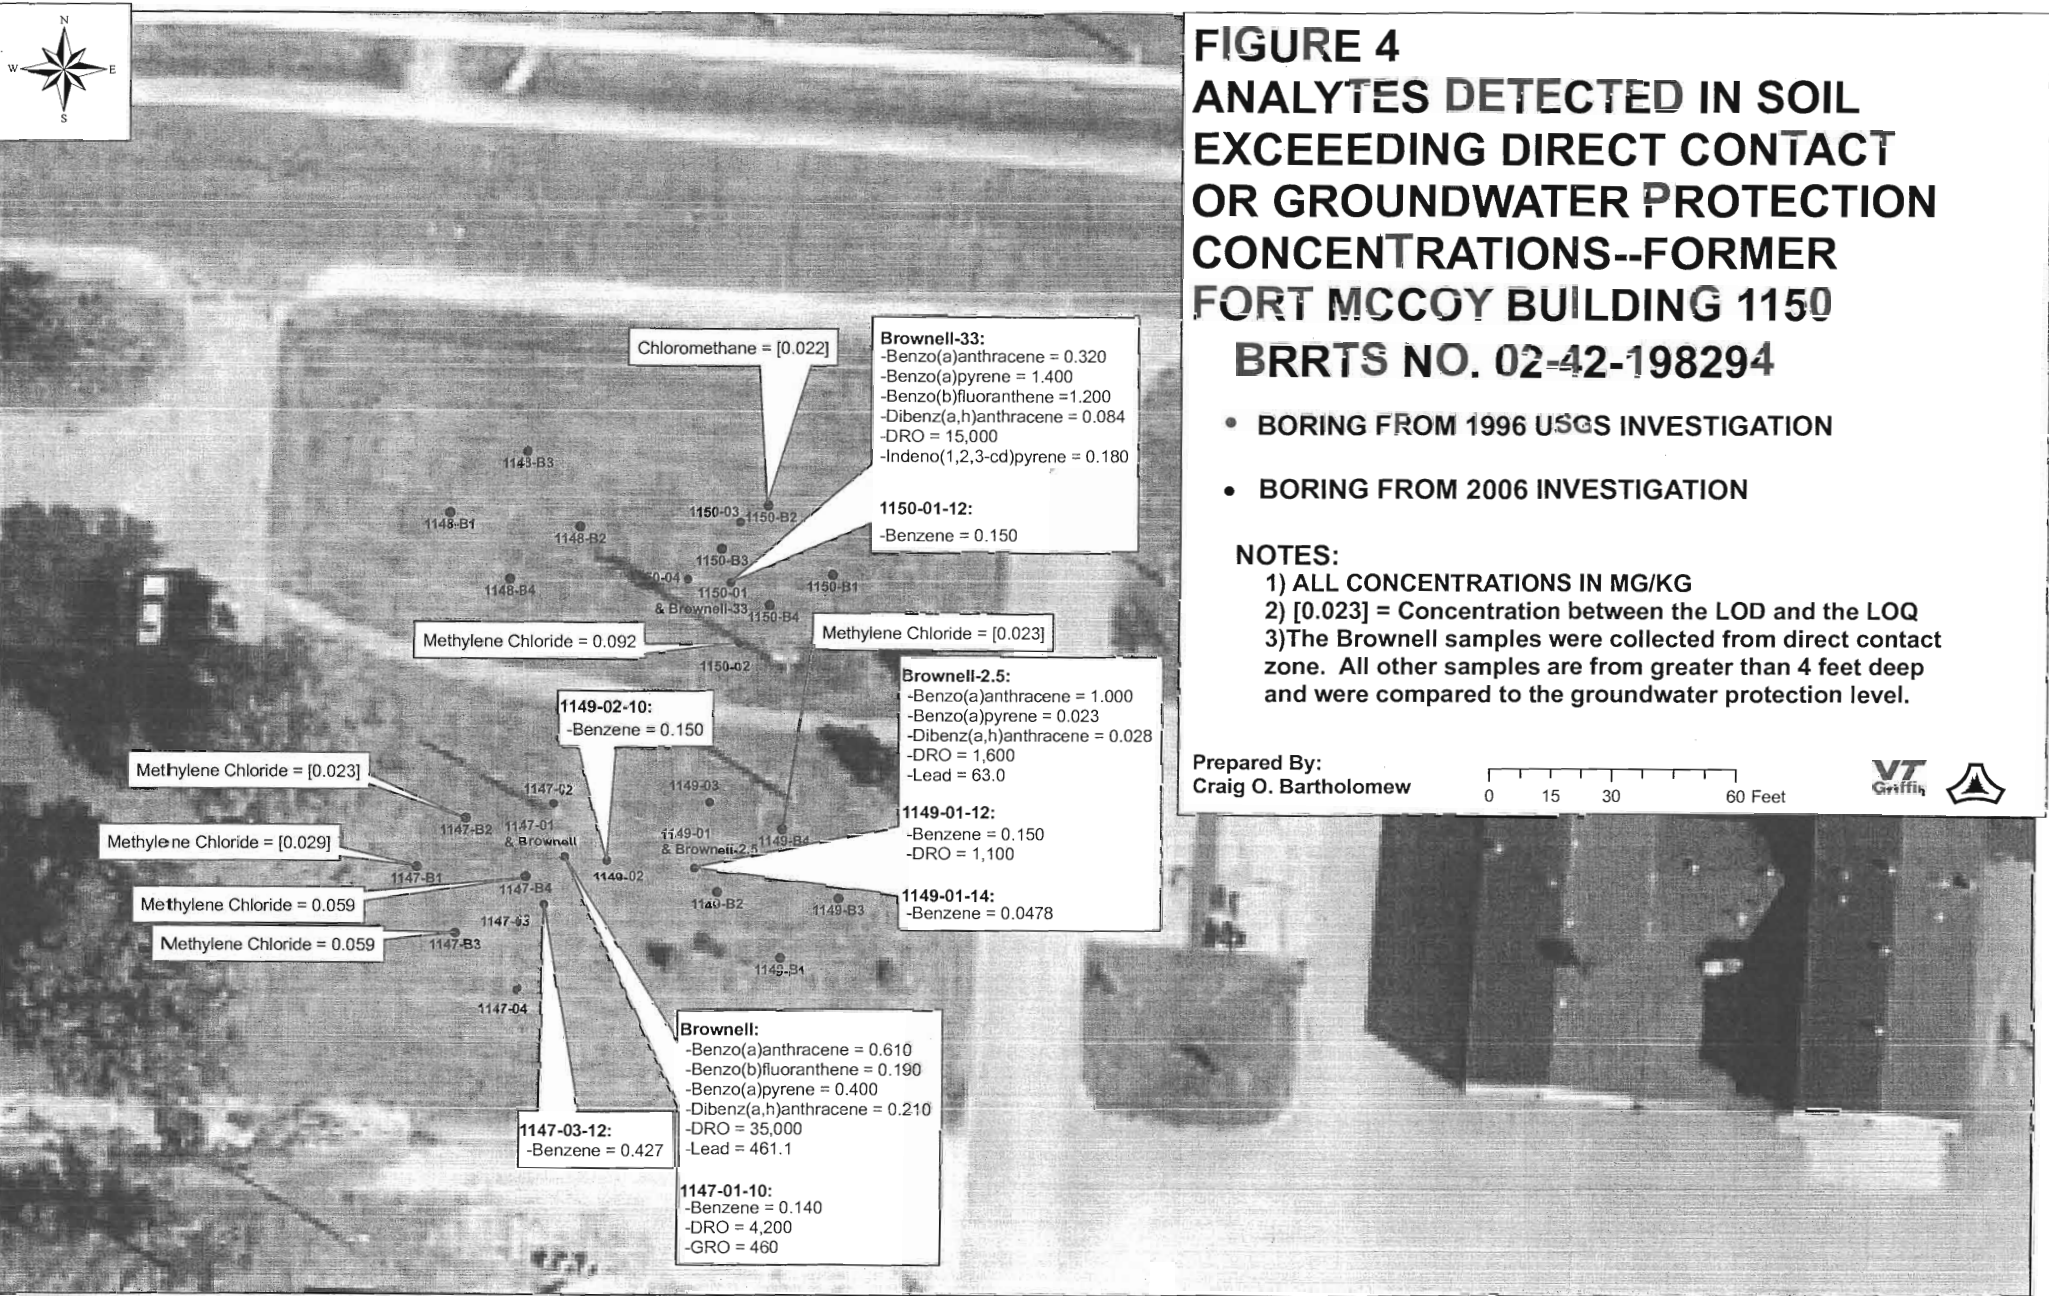 N
W
E
S
FIGURE 4
ANALYTES DETECTED IN SOIL
EXCEEEDING DIRECT CONTACT
OR GROUNDWATER PROTECTION
CONCENTRATIONS--FORMER
FORT MCCOY BUILDING 1150
BRRTS NO. 02-42-198294
BORING FROM 1996 USGS INVESTIGATION
BORING FROM 2006 INVESTIGATION
NOTES:
1) ALL CONCENTRATIONS IN MG/KG
2) [0.023] = Concentration between the LOD and the LOQ
3)The Brownell samples were collected from direct contact
zone. All other samples are from greater than 4 feet deep
and were compared to the groundwater protection level.
Prepared By:
Craig O. Bartholomew
0 15 30 60 Feet
VT
Griffin
Chloromethane = [0.022]
Brownell-33:
-Benzo(a)anthracene = 0.320
-Benzo(a)pyrene = 1.400
-Benzo(b)fluoranthene =1.200
-Dibenz(a,h)anthracene = 0.084
-DRO = 15,000
-Indeno(1,2,3-cd)pyrene = 0.180
1150-01-12:
-Benzene = 0.150
1148-B3
1148-B1
1148-B2
1148-B4
1150-03
1150-B2
1150-B3
1150-01
& Brownell-33
1150-B1
1150-B4
Methylene Chloride = 0.092
1150-02
Methylene Chloride = [0.023]
Brownell-2.5:
-Benzo(a)anthracene = 1.000
-Benzo(a)pyrene = 0.023
-Dibenz(a,h)anthracene = 0.028
-DRO = 1,600
-Lead = 63.0
1149-01-12:
-Benzene = 0.150
-DRO = 1,100
1149-01-14:
-Benzene = 0.0478
1149-02-10:
-Benzene = 0.150
Methylene Chloride = [0.023]
Methylene Chloride = [0.029]
Methylene Chloride = 0.059
Methylene Chloride = 0.059
1147-02
1147-B2
1147-01
& Brownell
1147-B1
1147-B4
1147-03
1147-B3
1147-04
1149-03
1149-01
& Brownell-2.5
1149-B4
1149-02
1149-B2
1149-B3
1149-B1
1147-03-12:
-Benzene = 0.427
Brownell:
-Benzo(a)anthracene = 0.610
-Benzo(b)fluoranthene = 0.190
-Benzo(a)pyrene = 0.400
-Dibenz(a,h)anthracene = 0.210
-DRO = 35,000
-Lead = 461.1
1147-01-10:
-Benzene = 0.140
-DRO = 4,200
-GRO = 460